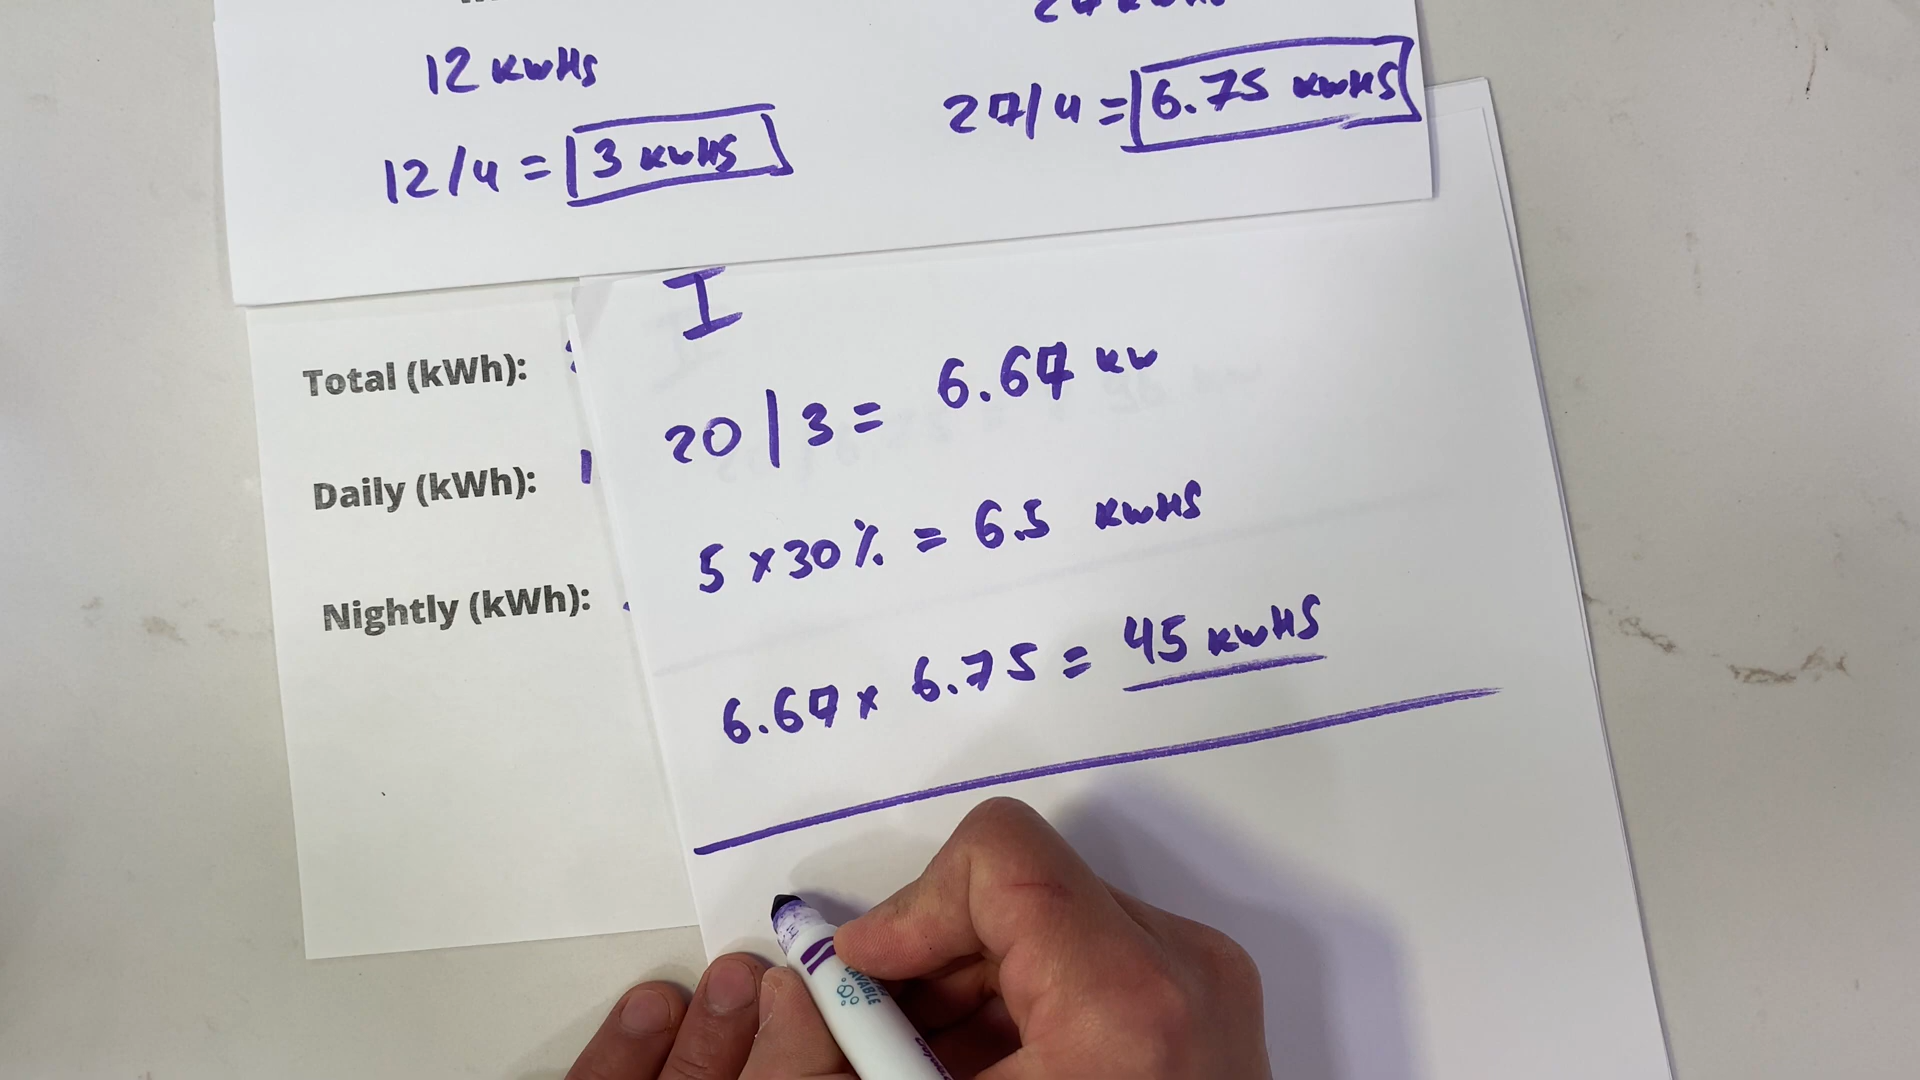 12 KWHS
12/4 = 3 KWHS
27/4 = 6.75 KWHS
I
20/3 = 6.67 KW
5 x 30% = 6.5 KWHS
6.67 x 6.75 = 45 KWHS
Total (kWh):
Daily (kWh):
Nightly (kWh):